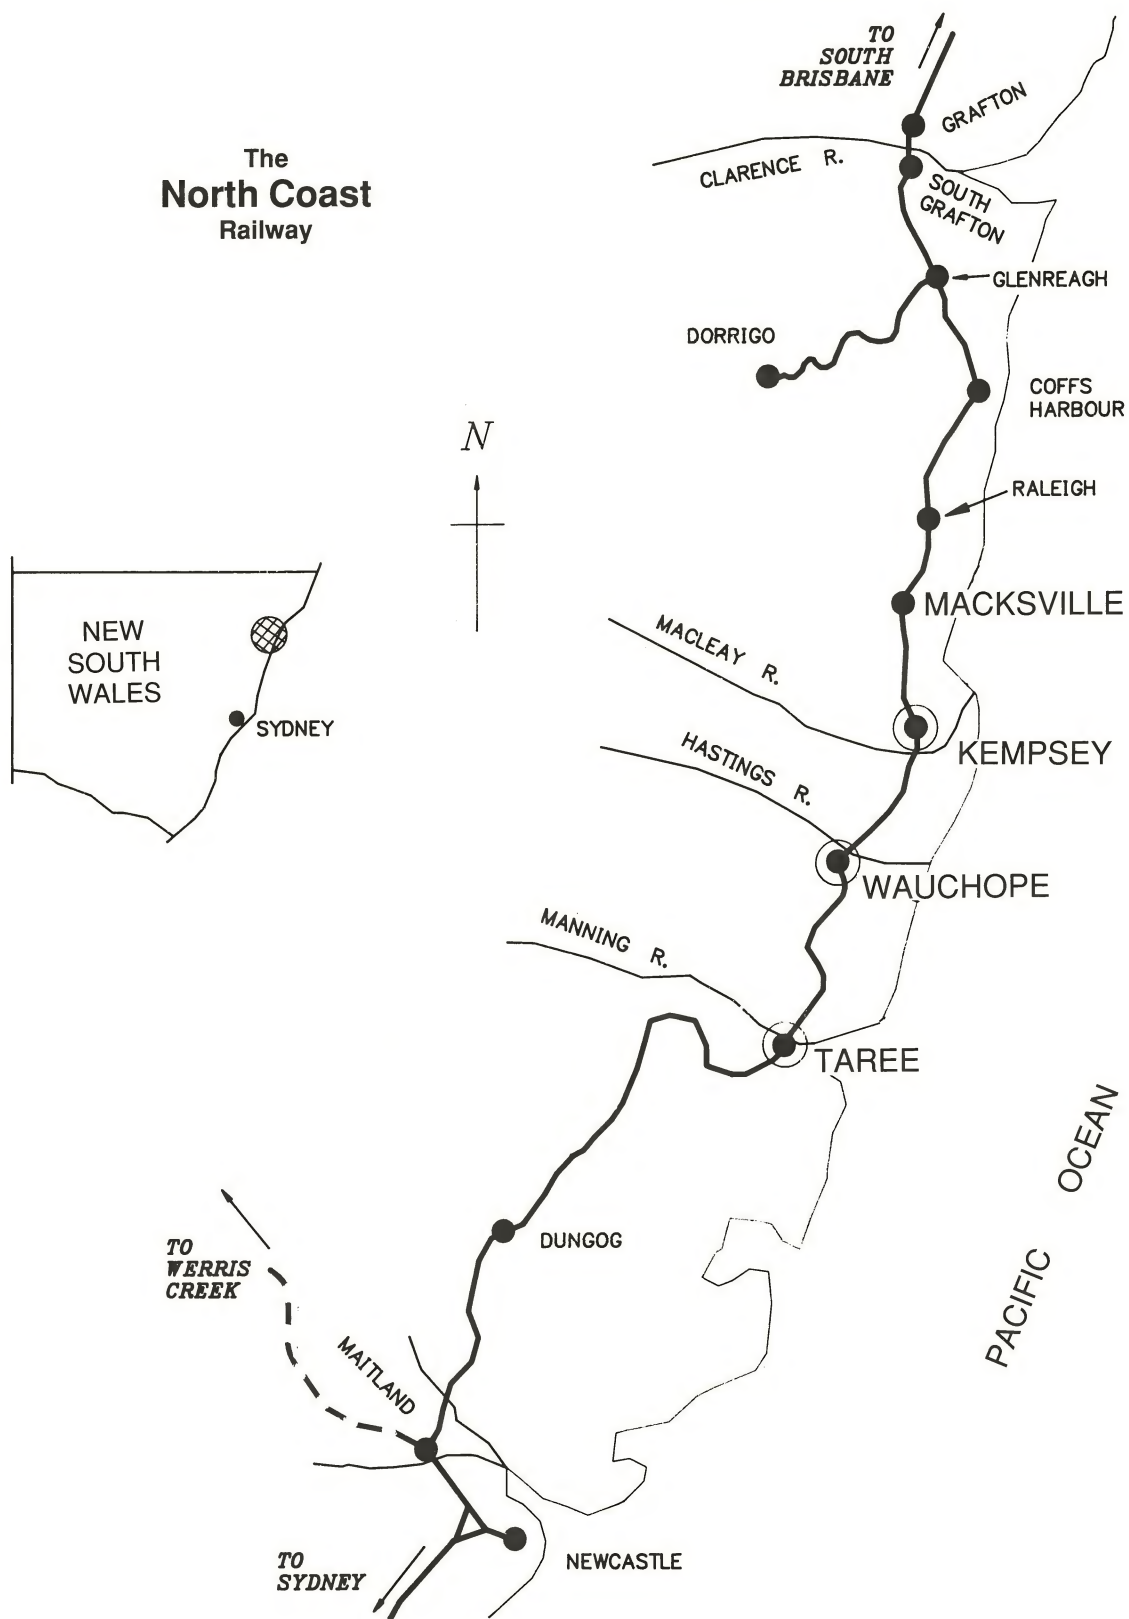 The
North Coast
Railway
TO
SOUTH
BRISBANE
GRAFTON
CLARENCE R.
SOUTH
GRAFTON
GLENREAGH
DORRIGO
COFFS
HARBOUR
N
RALEIGH
MACKSVILLE
NEW
SOUTH
WALES
SYDNEY
MACLEAY R.
KEMPSEY
HASTINGS R.
WAUCHOPE
MANNING R.
TAREE
PACIFIC OCEAN
DUNGOG
TO
WERRIS
CREEK
MAITLAND
NEWCASTLE
TO
SYDNEY